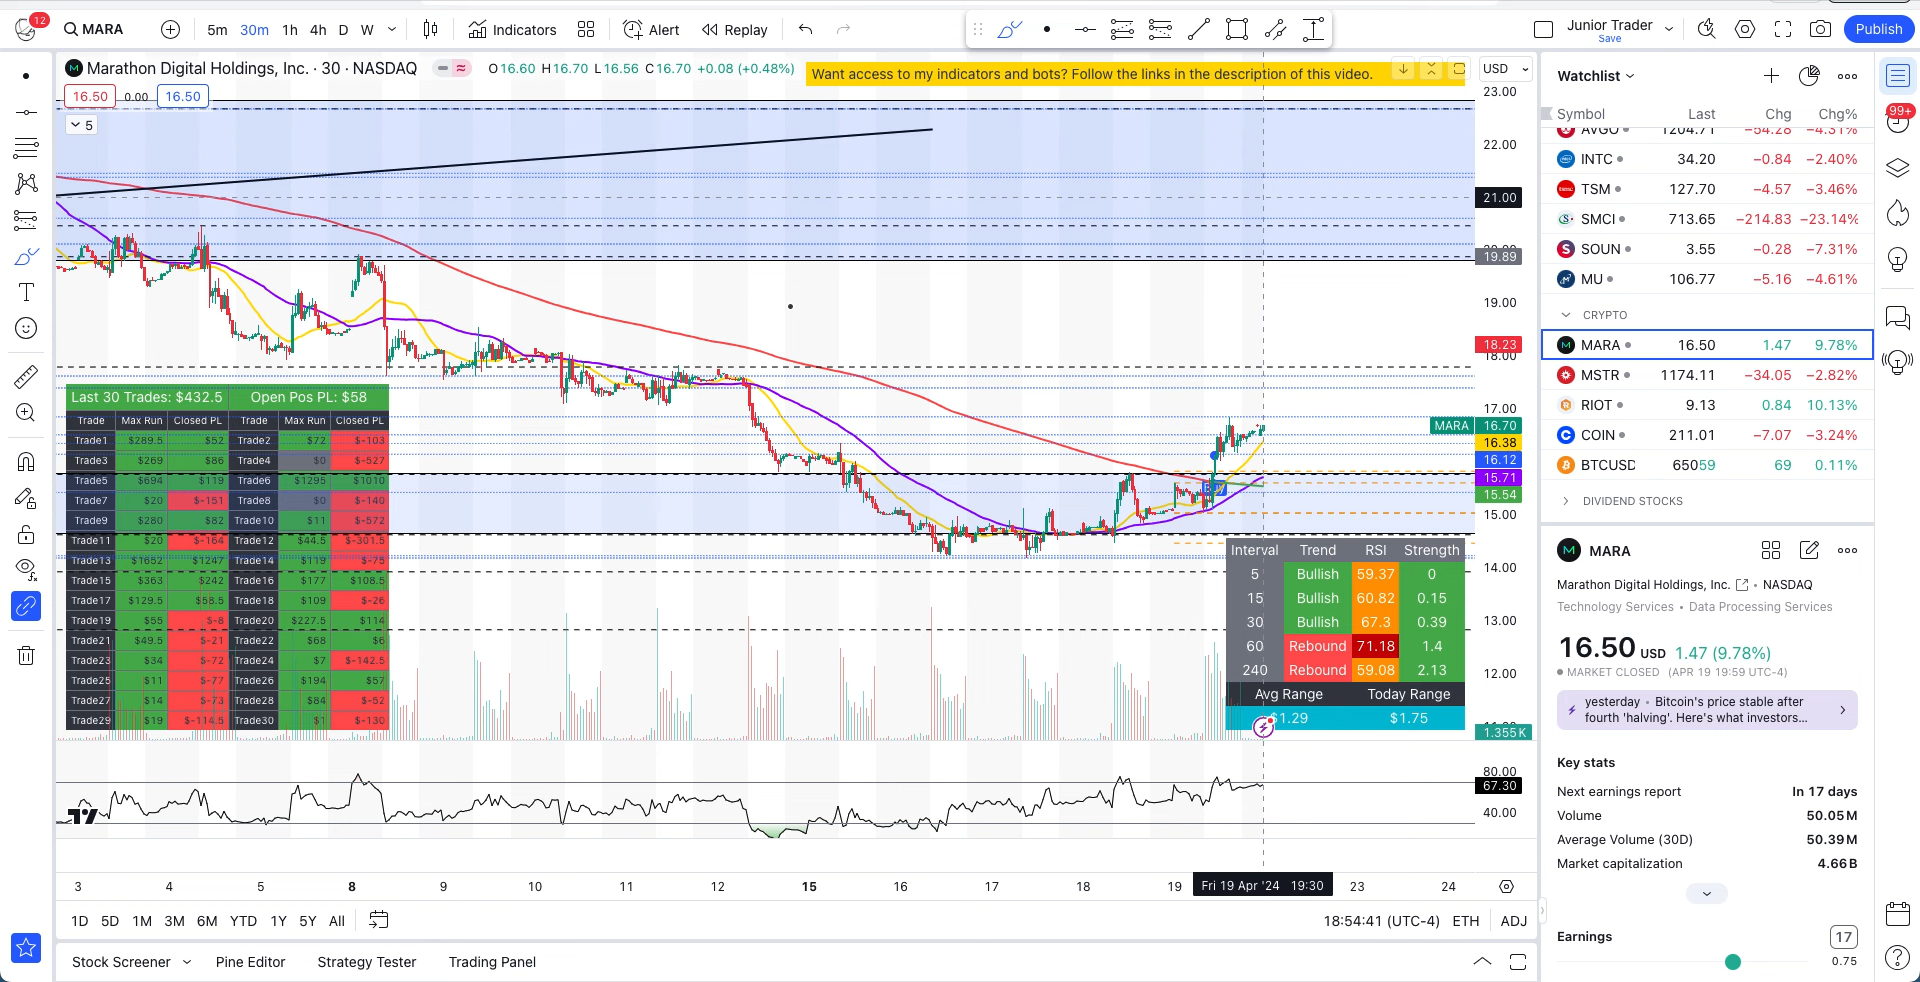 12
MARA
5m 30m 1h 4h D W
Indicators
Alert
Replay
Junior Trader
Save
Publish
Marathon Digital Holdings, Inc. · 30 · NASDAQ
O16.60 H16.70 L16.56 C16.70 +0.08 (+0.48%)
Want access to my indicators and bots? Follow the links in the description of this video.
USD
16.50 0.00 16.50
5
23.00
22.00
21.00
19.89
19.00
18.23
18.00
17.00
MARA 16.70
16.38
16.12
15.71
15.54
15.00
14.00
13.00
12.00
1.355K
80.00
67.30
40.00
Last 30 Trades: $432.5 Open Pos PL: $58
Trade Max Run Closed PL Trade Max Run Closed PL
Trade1 $289.5 $52 Trade2 $72 $-103
Trade3 $269 $86 Trade4 $0 $-527
Trade5 $694 $119 Trade6 $1295 $1010
Trade7 $20 $-151 Trade8 $0 $-140
Trade9 $280 $82 Trade10 $11 $-572
Trade11 $20 $-164 Trade12 $44.5 $-301.5
Trade13 $1652 $1247 Trade14 $119 $-75
Trade15 $363 $242 Trade16 $177 $108.5
Trade17 $129.5 $58.5 Trade18 $109 $-26
Trade19 $55 $-8 Trade20 $227.5 $114
Trade21 $49.5 $-21 Trade22 $68 $6
Trade23 $34 $-72 Trade24 $7 $-142.5
Trade25 $11 $-77 Trade26 $194 $57
Trade27 $14 $-73 Trade28 $84 $-52
Trade29 $19 $-114.5 Trade30 $1 $-130
Interval Trend RSI Strength
5 Bullish 59.37 0
15 Bullish 60.82 0.15
30 Bullish 67.3 0.39
60 Rebound 71.18 1.4
240 Rebound 59.08 2.13
Avg Range Today Range
$1.29 $1.75
3 4 5 8 9 10 11 12 15 16 17 18 19 Fri 19 Apr '24 19:30 23 24
1D 5D 1M 3M 6M YTD 1Y 5Y All
18:54:41 (UTC-4) ETH ADJ
Stock Screener Pine Editor Strategy Tester Trading Panel
Watchlist
Symbol Last Chg Chg%
AVGO 1204.71 −54.28 −4.31%
INTC 34.20 −0.84 −2.40%
TSM 127.70 −4.57 −3.46%
SMCI 713.65 −214.83 −23.14%
SOUN 3.55 −0.28 −7.31%
MU 106.77 −5.16 −4.61%
CRYPTO
MARA 16.50 1.47 9.78%
MSTR 1174.11 −34.05 −2.82%
RIOT 9.13 0.84 10.13%
COIN 211.01 −7.07 −3.24%
BTCUSD 65059 69 0.11%
DIVIDEND STOCKS
MARA
Marathon Digital Holdings, Inc. • NASDAQ
Technology Services • Data Processing Services
16.50 USD 1.47 (9.78%)
MARKET CLOSED (APR 19 19:59 UTC-4)
yesterday • Bitcoin's price stable after
fourth 'halving'. Here's what investors...
Key stats
Next earnings report In 17 days
Volume 50.05M
Average Volume (30D) 50.39M
Market capitalization 4.66B
Earnings 17
0.75
99+